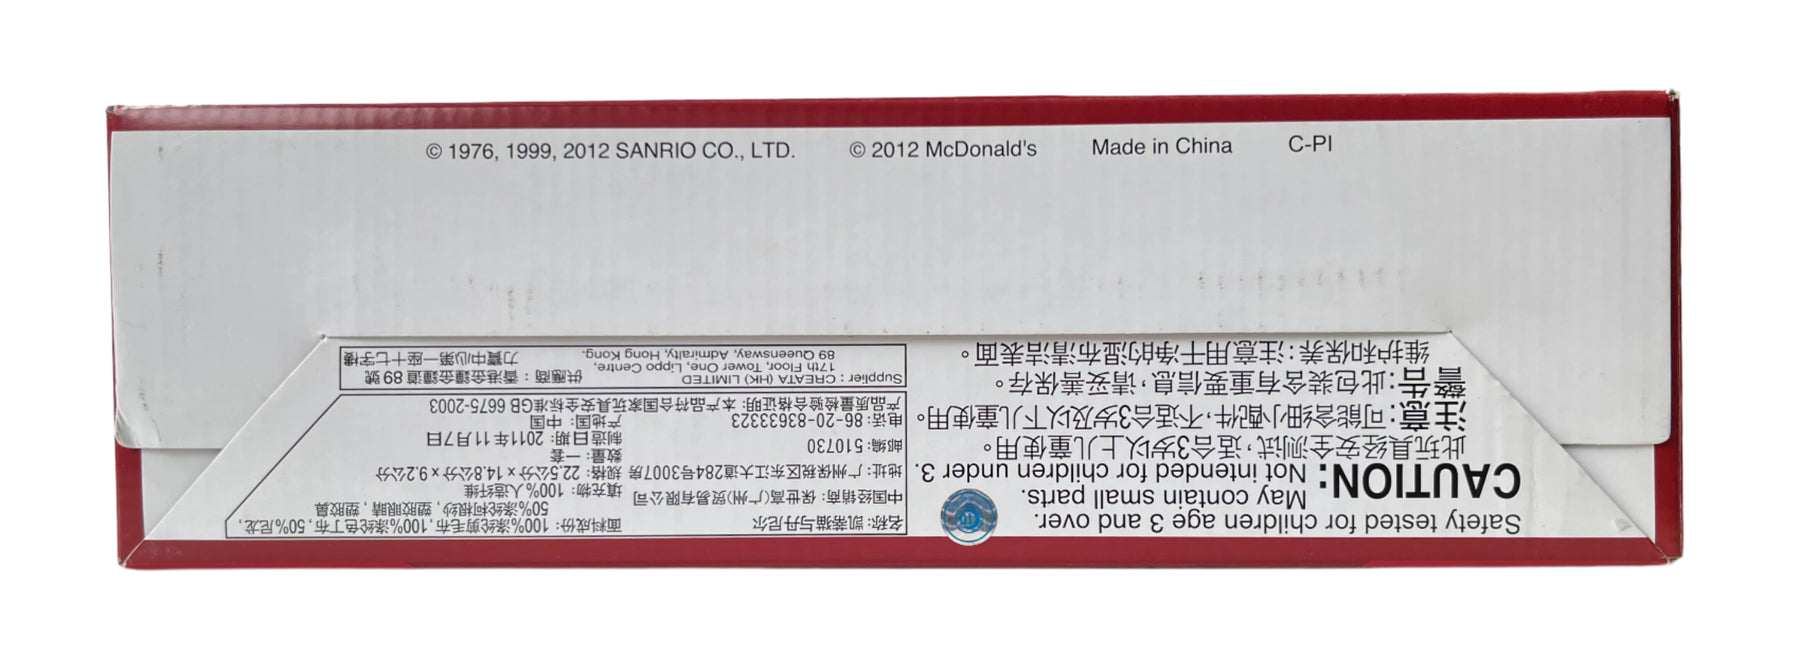 © 1976, 1999, 2012 SANRIO CO., LTD. © 2012 McDonald's Made in China C-PI
Safety tested for children age 3 and over.
CAUTION: May contain small parts.
Not intended for children under 3.
此玩具经安全测试，适合3岁以上儿童使用。
注意：可能含细小配件，不适合3岁及以下儿童使用。
警告：此包装含有重要信息，请妥善保存。
维护和保养：注意用干净的湿布清洁表面。
名称: 凯蒂猫与丹尼尔
中国经销商: 保世高(广州)贸易有限公司
地址: 广州保税区东江大道284号3007房
邮编: 510730
电话: 86-20-83633323
产品质量检验合格证明: 本产品符合国家玩具安全标准GB 6675-2003
面料成份: 100%涤纶剪毛布, 100%涤纶色丁布, 50%尼龙,
50%涤纶根纱, 塑胶眼睛, 塑胶鼻
填充物: 100%人造纤维
规格: 22.5公分 x 14.8公分 x 9.2公分
数量: 一套
制造日期: 2011年11月7日
产地: 中国
Supplier : CREATA (HK) LIMITED
17th Floor, Tower One, Lippo Centre,
89 Queensway, Admiralty, Hong Kong.
供應商 : 香港金鐘金鐘道 89 號
力寶中心第一座十七字樓